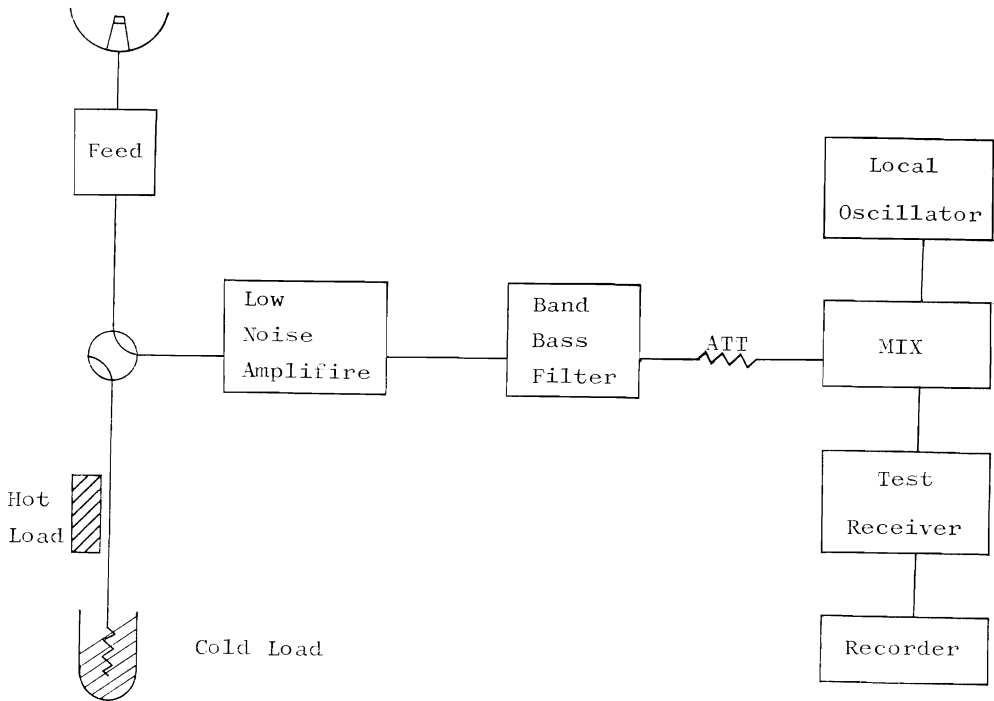 Feed
Local
Oscillator
Low
Noise
Amplifire
Band
Bass
Filter
ATT
MIX
Hot
Load
Test
Receiver
Cold Load
Recorder